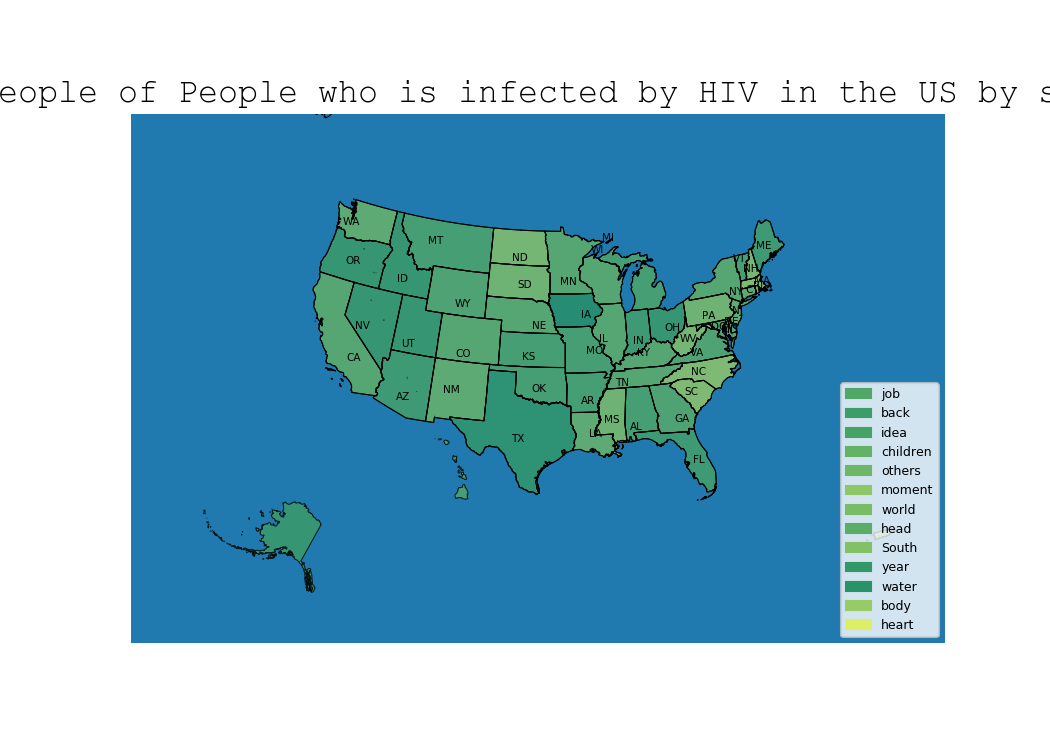 eople of People who is infected by HIV in the US by s
WA
MT
ND
MN
WI
MI
ME
OR
ID
SD
WY
NH
NY
MA
NV
UT
CO
NE
IA
IL
IN
OH
PA
WV
VA
KY
CA
KS
MO
AZ
NM
OK
AR
TN
NC
SC
TX
LA
MS
AL
GA
FL
job
back
idea
children
others
moment
world
head
South
year
water
body
heart